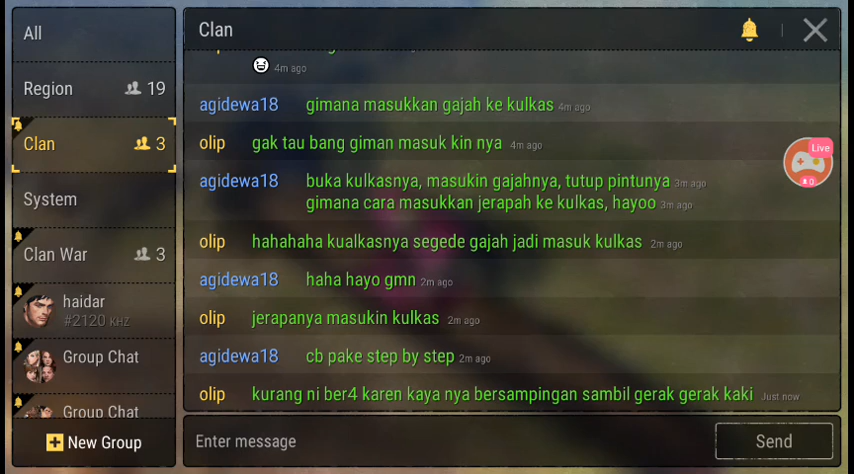 All
Region 19
Clan 3
System
Clan War 3
haidar
#2120 KHZ
Group Chat
Group Chat
New Group
Clan
4m ago
agidewa18 gimana masukkan gajah ke kulkas 4m ago
olip gak tau bang giman masuk kin nya 4m ago
agidewa18 buka kulkasnya, masukin gajahnya, tutup pintunya 3m ago
gimana cara masukkan jerapah ke kulkas, hayoo 3m ago
olip hahahaha kualkasnya segede gajah jadi masuk kulkas 2m ago
agidewa18 haha hayo gmn 2m ago
olip jerapanya masukin kulkas 2m ago
agidewa18 cb pake step by step 2m ago
olip kurang ni ber4 karen kaya nya bersampingan sambil gerak gerak kaki Just now
Live
0
Enter message
Send